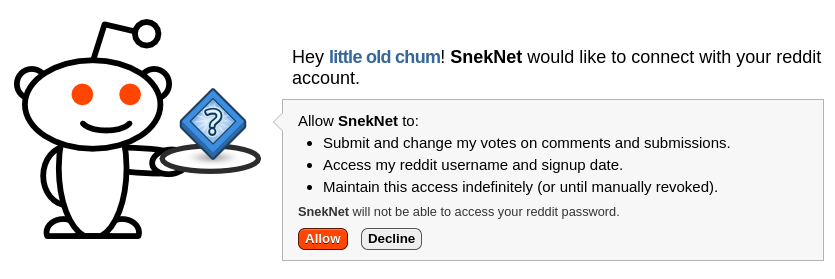 Hey little old chum! SnekNet would like to connect with your reddit
account.
Allow SnekNet to:
• Submit and change my votes on comments and submissions.
• Access my reddit username and signup date.
• Maintain this access indefinitely (or until manually revoked).
SnekNet will not be able to access your reddit password.
Allow Decline
?